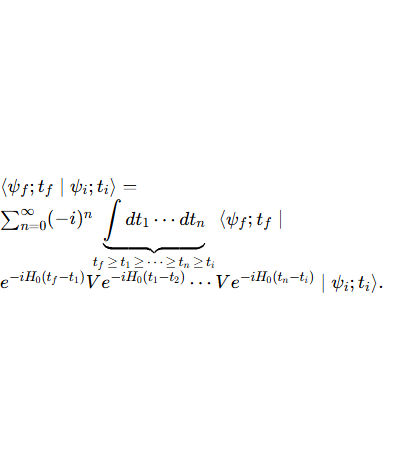 ⟨ψ_f; t_f | ψ_i; t_i⟩ =
∑_{n=0}^{∞} (−i)^n ∫ dt_1 ⋯ dt_n ⟨ψ_f; t_f |
t_f ≥ t_1 ≥ ⋯ ≥ t_n ≥ t_i
e^{−iH_0(t_f−t_1)} V e^{−iH_0(t_1−t_2)} ⋯ V e^{−iH_0(t_n−t_i)} | ψ_i; t_i⟩.